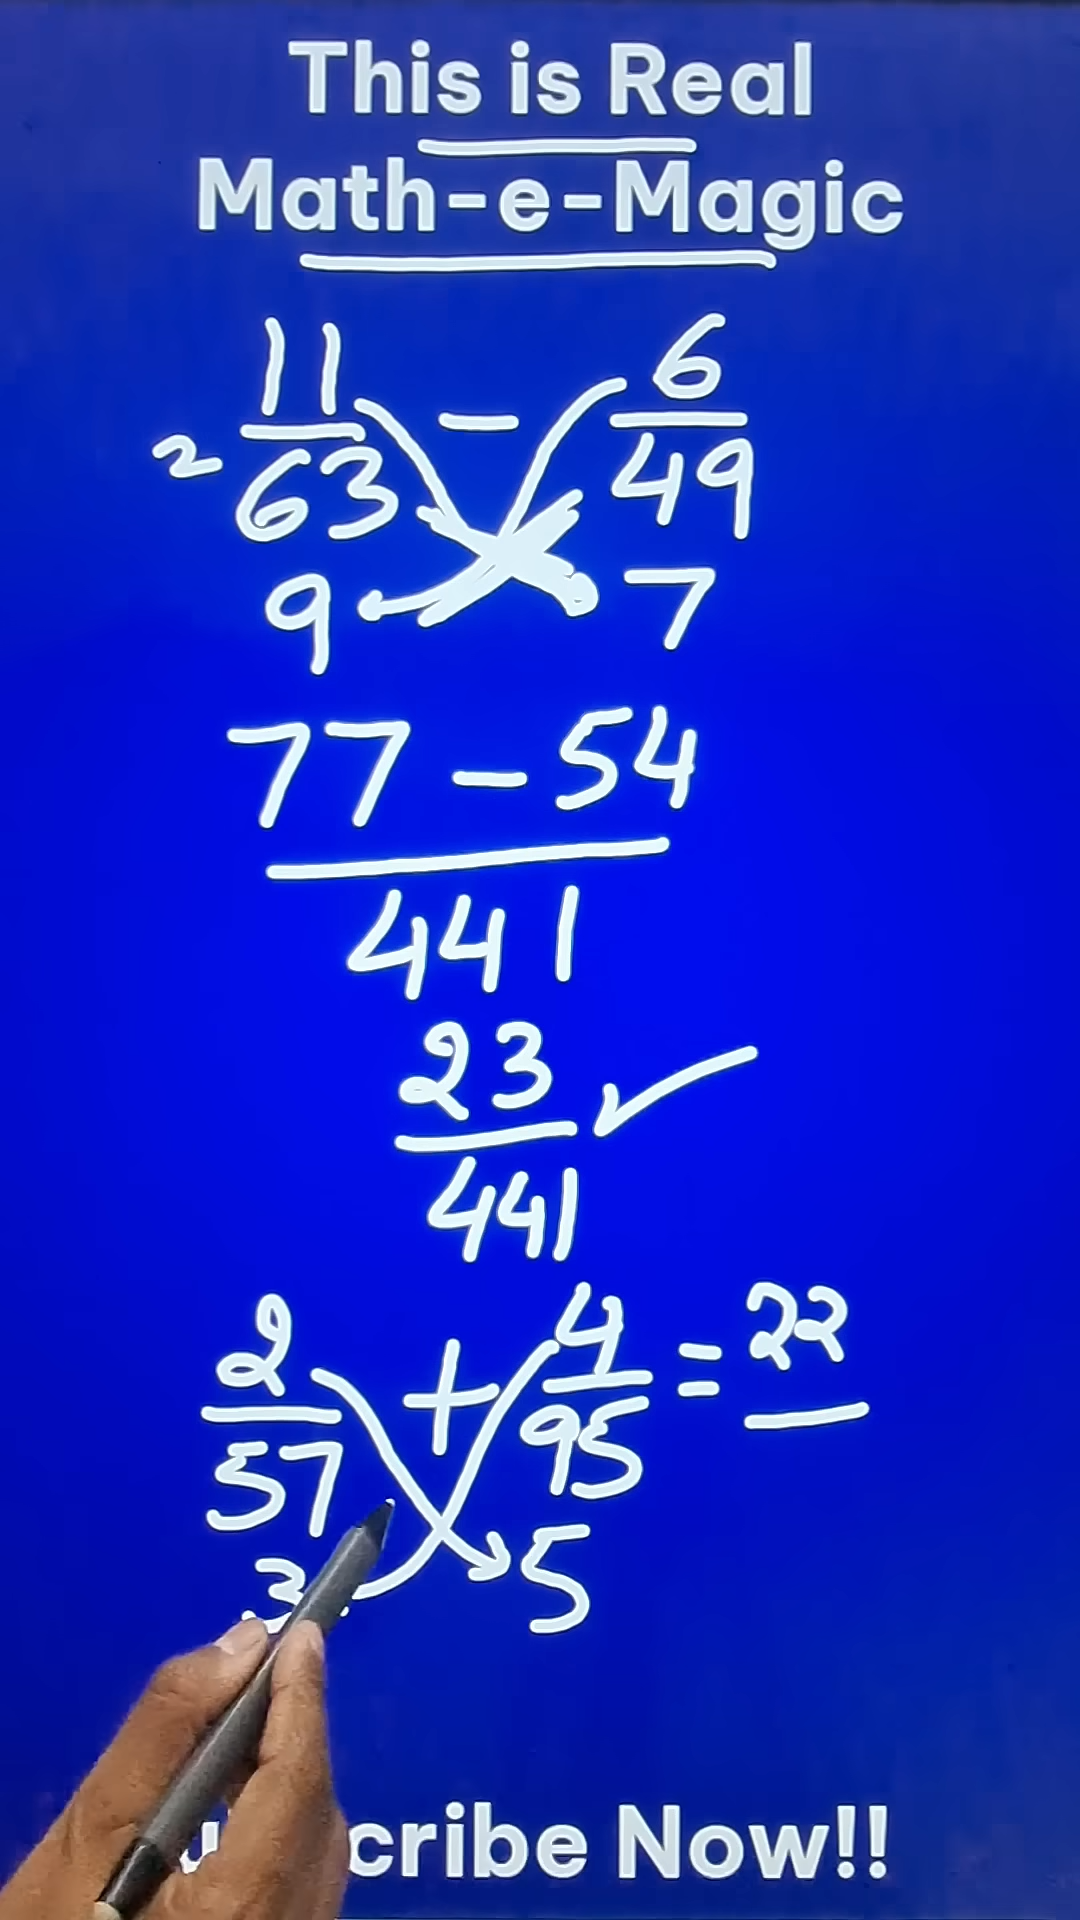 This is Real
Math-e-Magic
11 - 6
2 63 49
9 7
77 - 54
441
23
441
2 + 4 = 22
57 95
3 5
cribe Now!!